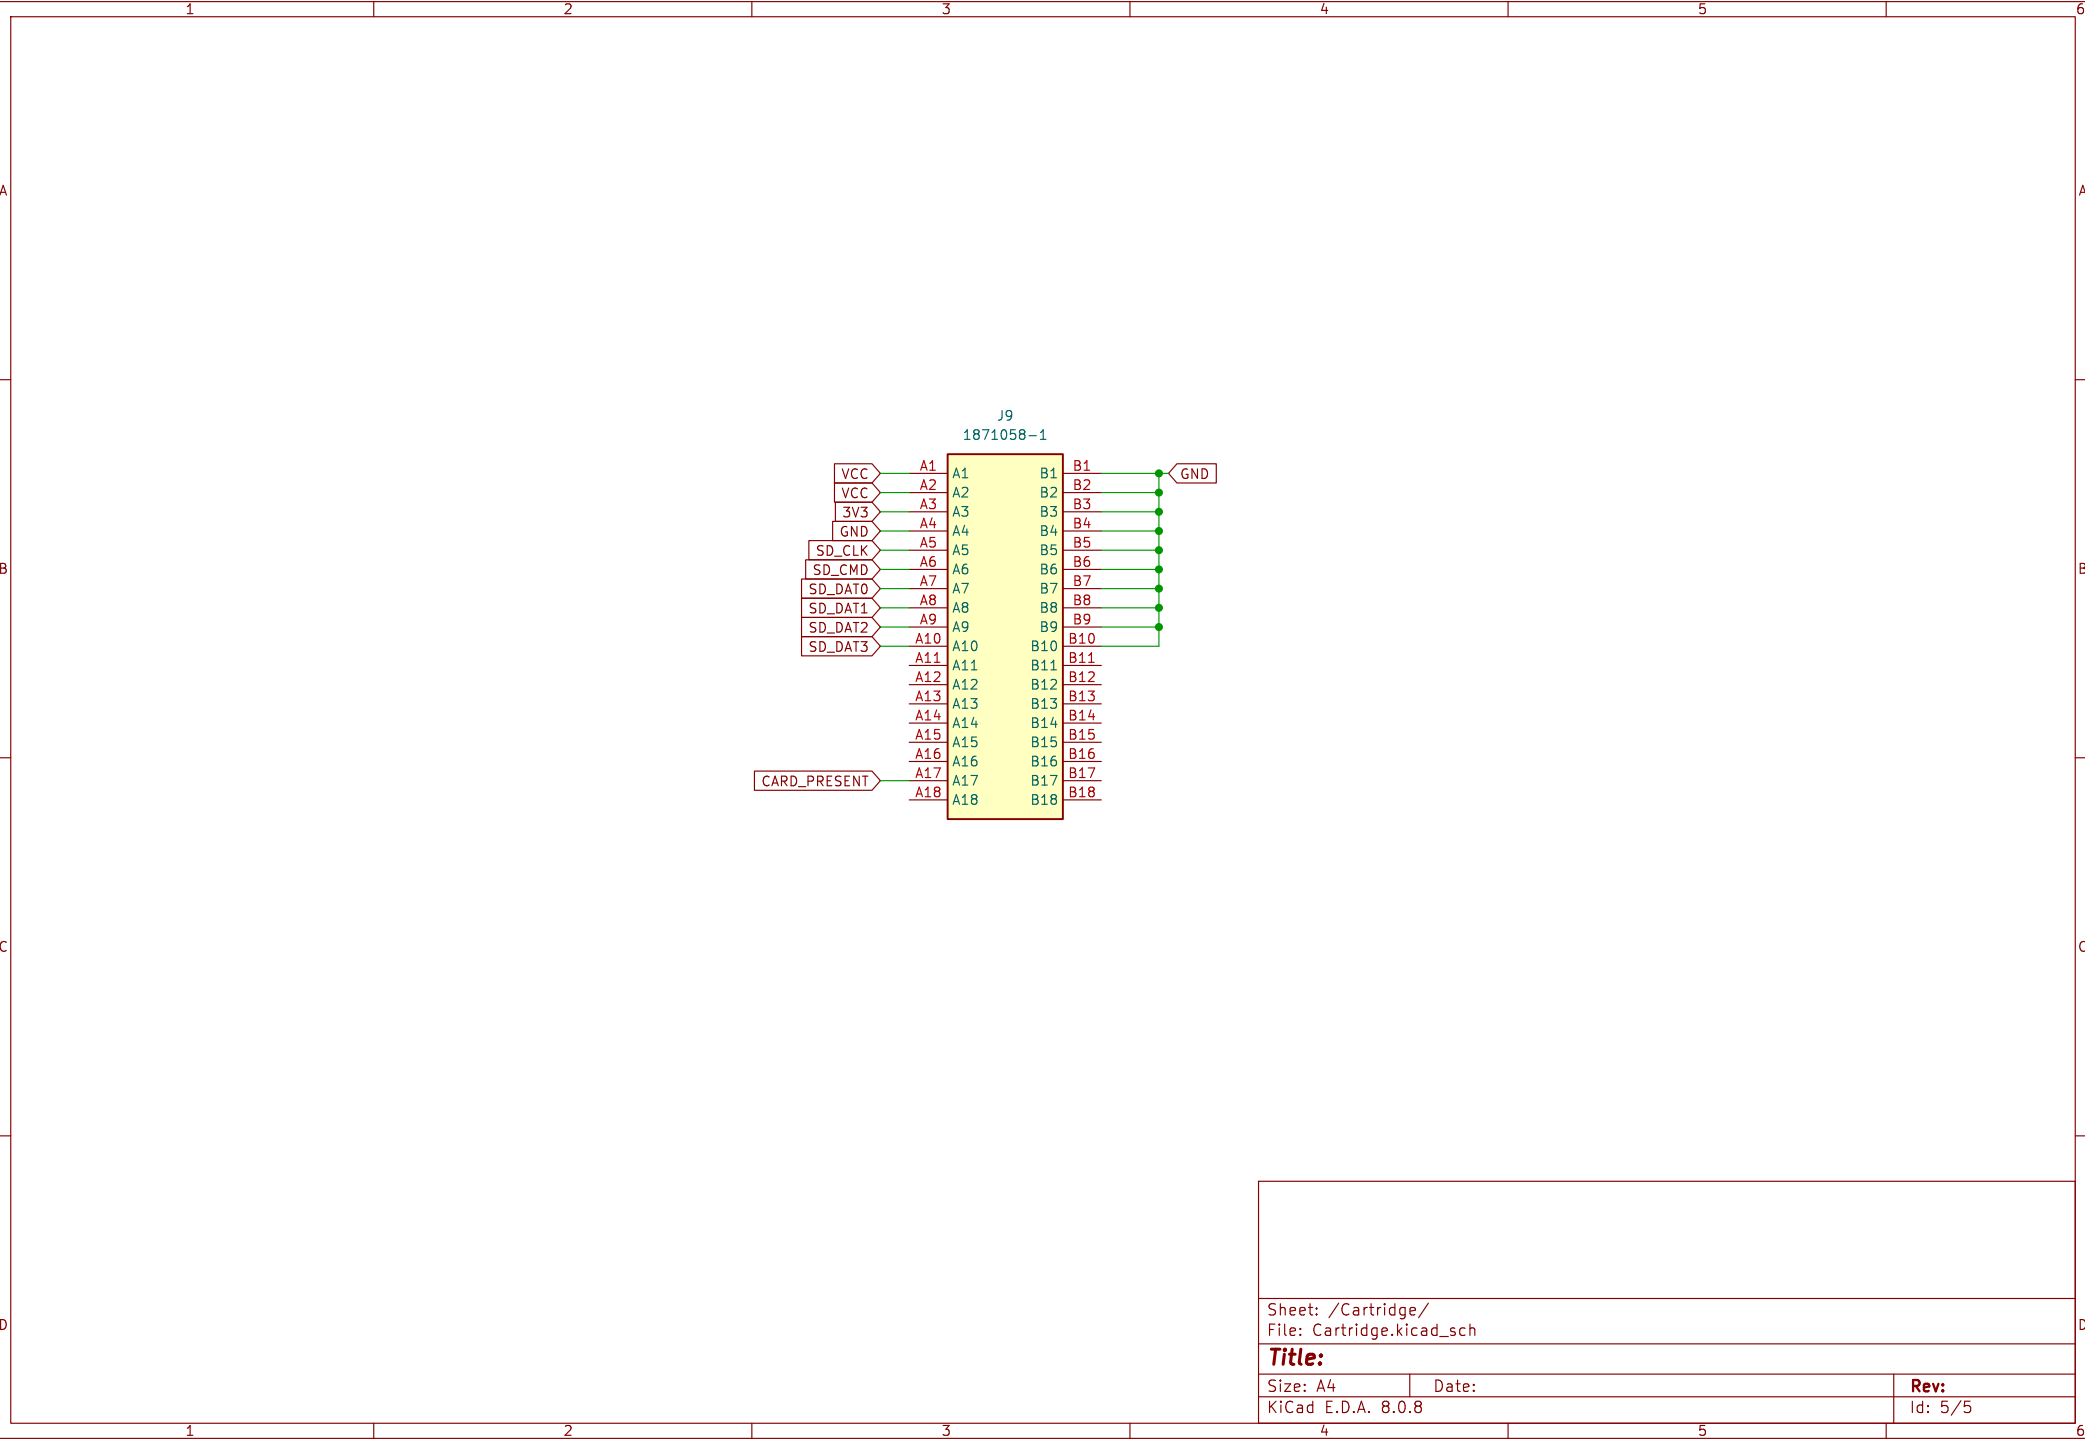 1 2 3 4 5 6
A A
J9
1871058-1
VCC A1 A1 B1 B1 GND
VCC A2 A2 B2 B2
3V3 A3 A3 B3 B3
GND A4 A4 B4 B4
SD_CLK A5 A5 B5 B5
B SD_CMD A6 A6 B6 B6 B
SD_DAT0 A7 A7 B7 B7
SD_DAT1 A8 A8 B8 B8
SD_DAT2 A9 A9 B9 B9
SD_DAT3 A10 A10 B10 B10
A11 A11 B11 B11
A12 A12 B12 B12
A13 A13 B13 B13
A14 A14 B14 B14
A15 A15 B15 B15
A16 A16 B16 B16
CARD_PRESENT A17 A17 B17 B17
A18 A18 B18 B18
C C
Sheet: /Cartridge/
D D
File: Cartridge.kicad_sch
Title:
Size: A4 Date: Rev:
KiCad E.D.A. 8.0.8 Id: 5/5
1 2 3 4 5 6